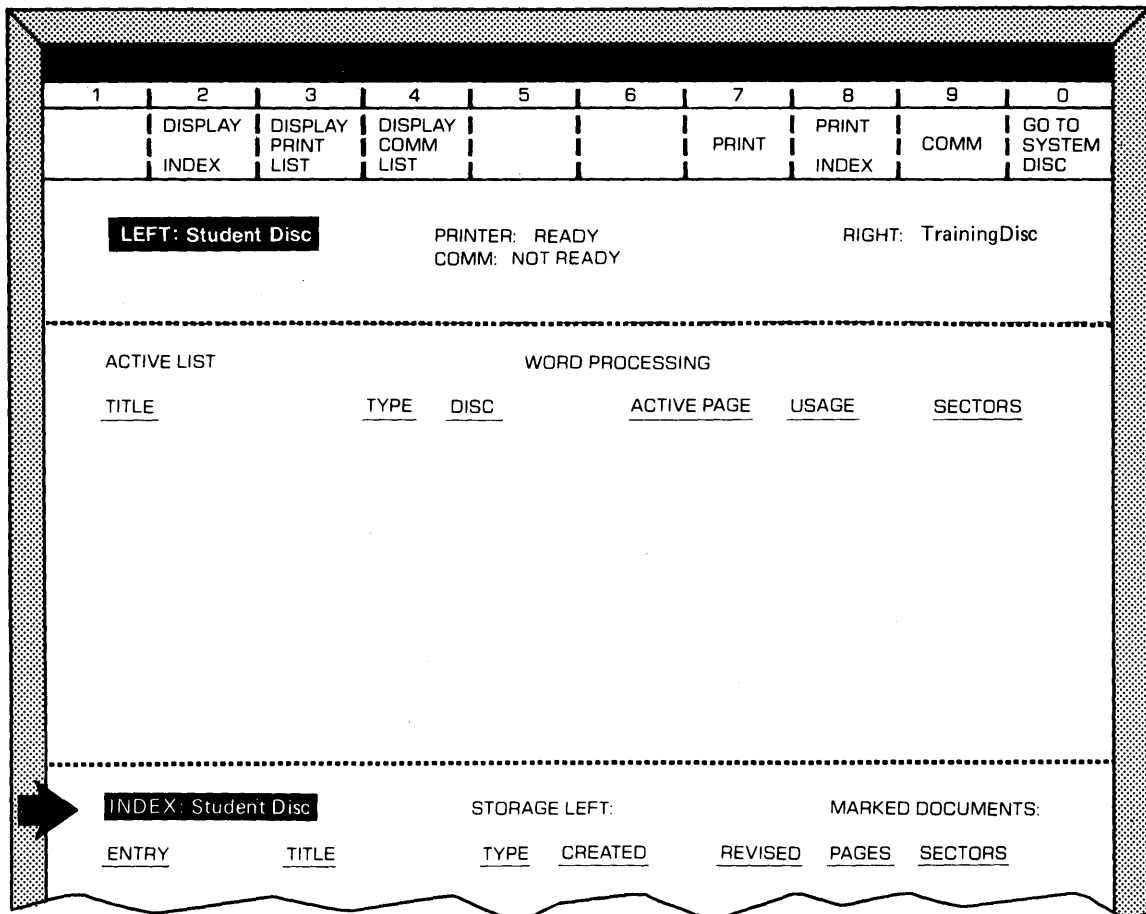 1 2 3 4 5 6 7 8 9 0
DISPLAY DISPLAY DISPLAY PRINT GO TO
PRINT COMM PRINT COMM SYSTEM
INDEX LIST LIST INDEX DISC
LEFT: Student Disc PRINTER: READY RIGHT: TrainingDisc
COMM: NOT READY
ACTIVE LIST WORD PROCESSING
TITLE TYPE DISC ACTIVE PAGE USAGE SECTORS
INDEX: Student Disc STORAGE LEFT: MARKED DOCUMENTS:
ENTRY TITLE TYPE CREATED REVISED PAGES SECTORS